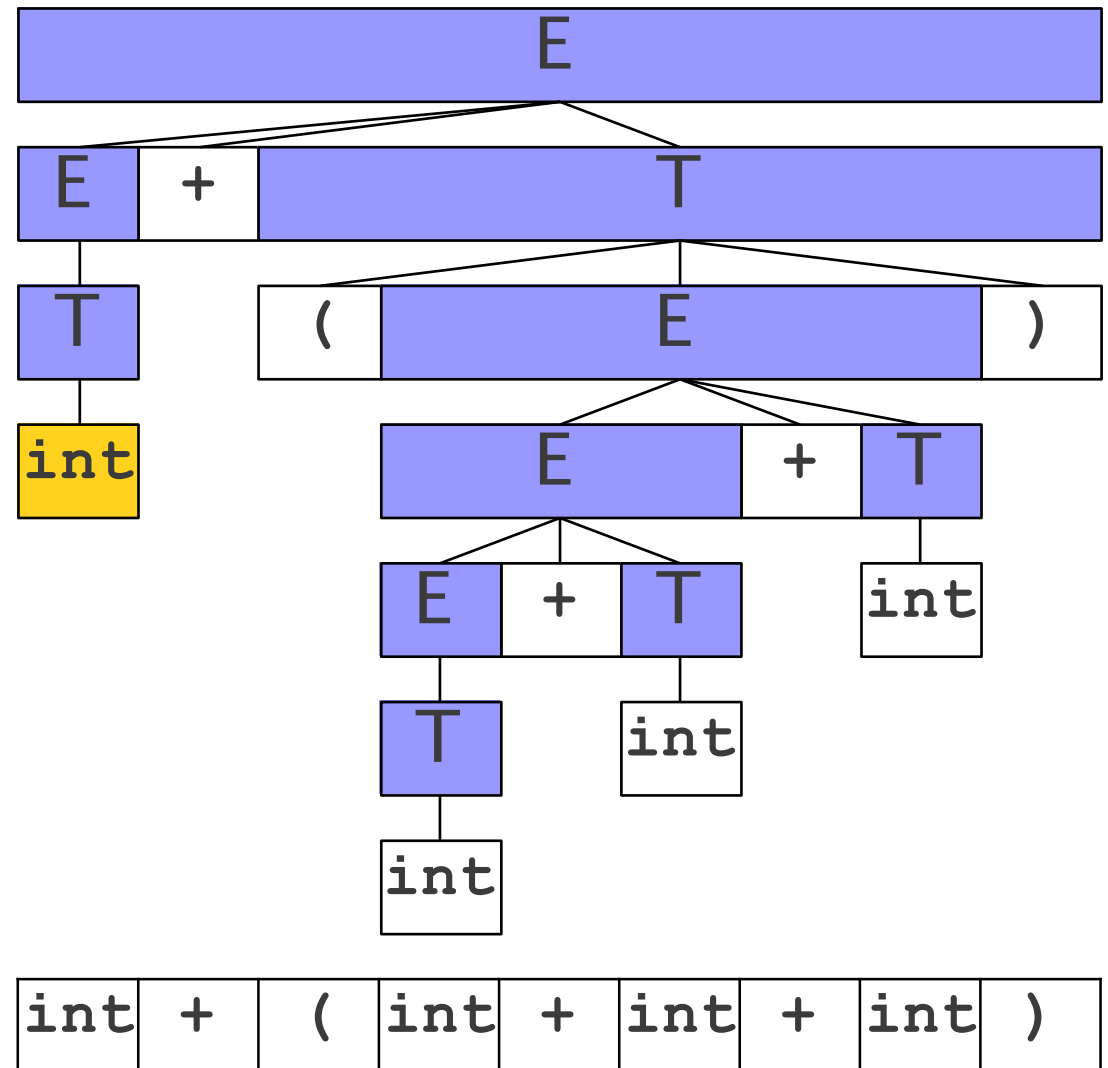 E
E + T
T ( E )
int E + T
E + T int
T int
int
int + ( int + int + int )